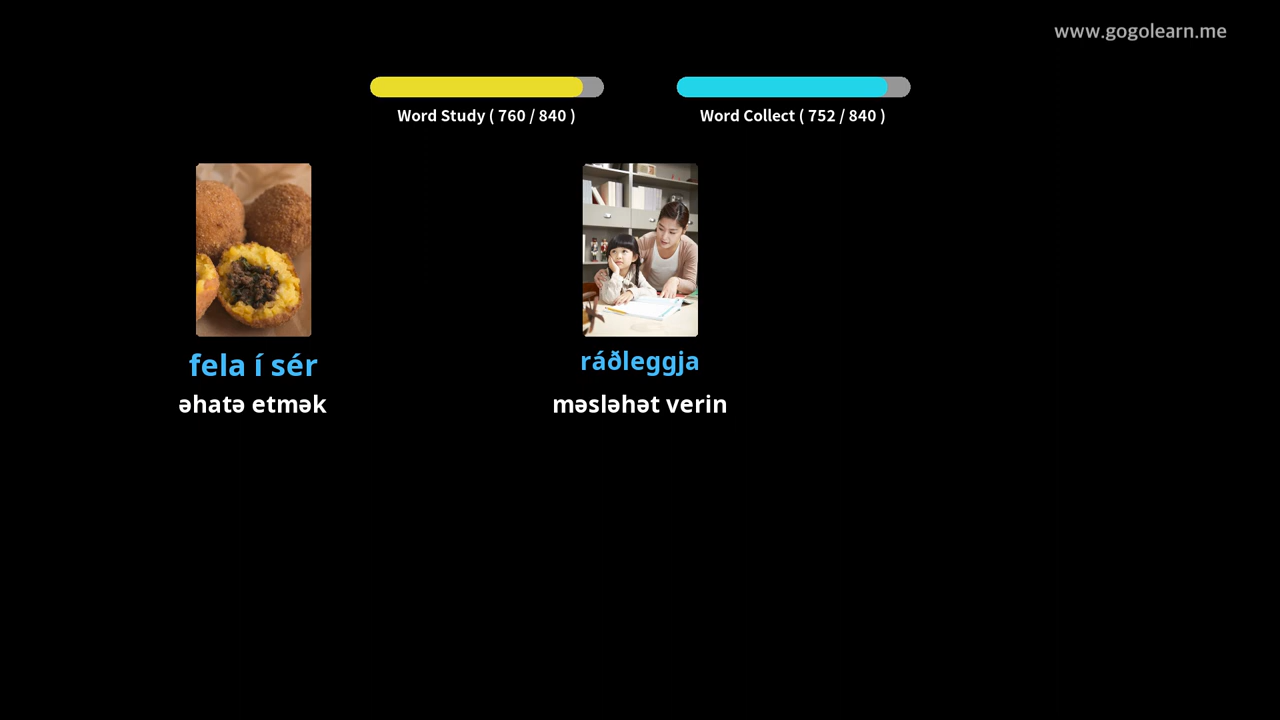 www.gogolearn.me
Word Study ( 760 / 840 )
Word Collect ( 752 / 840 )
fela í sér
ráðleggja
əhatə etmək
məsləhət verin